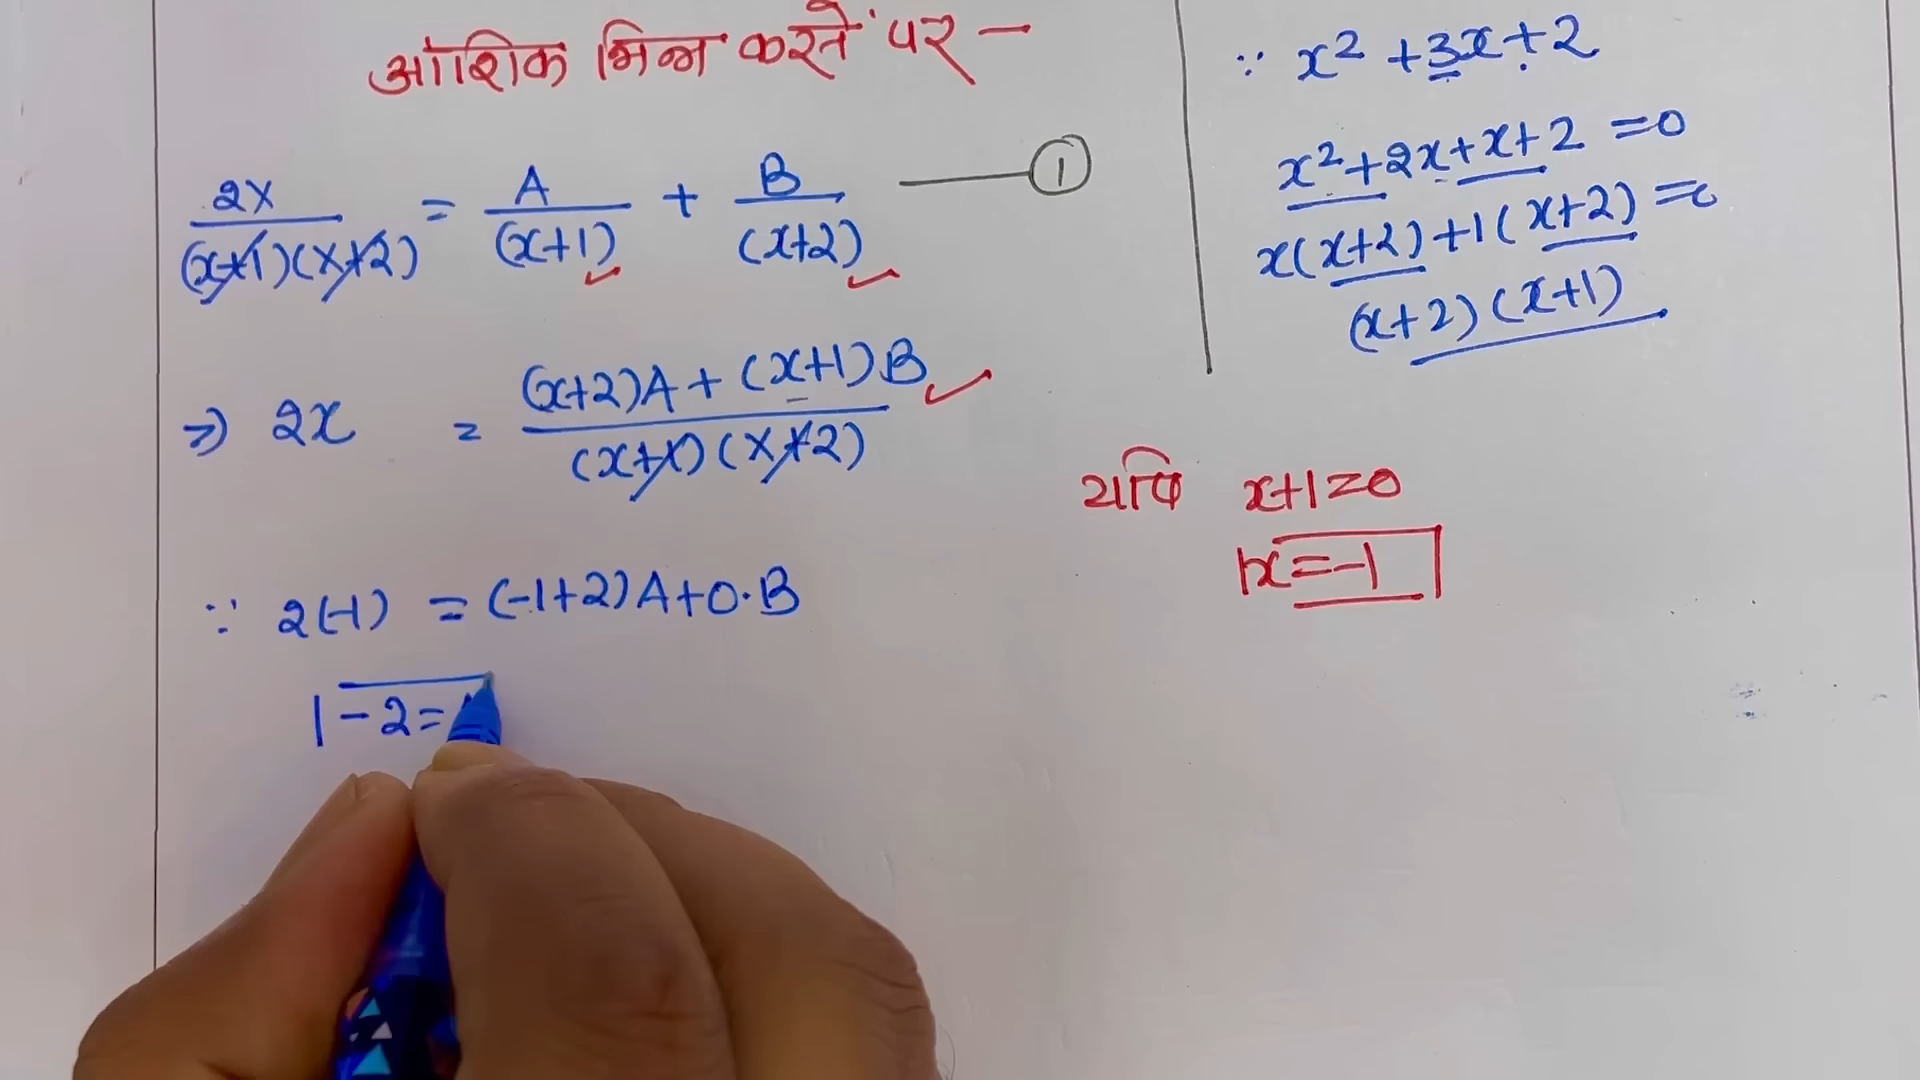 आंशिक भिन्न करने पर -
2x/(x+1)(x+2) = A/(x+1) + B/(x+2) — 1
⇒ 2x = (x+2)A + (x+1)B/(x+1)(x+2)
∵ 2(-1) = (-1+2)A+0·B
-2=
∵ x² + 3x + 2
x² + 2x + x + 2 = 0
x(x+2) + 1(x+2) = 0
(x+2)(x+1)
यदि x+1=0
x=-1